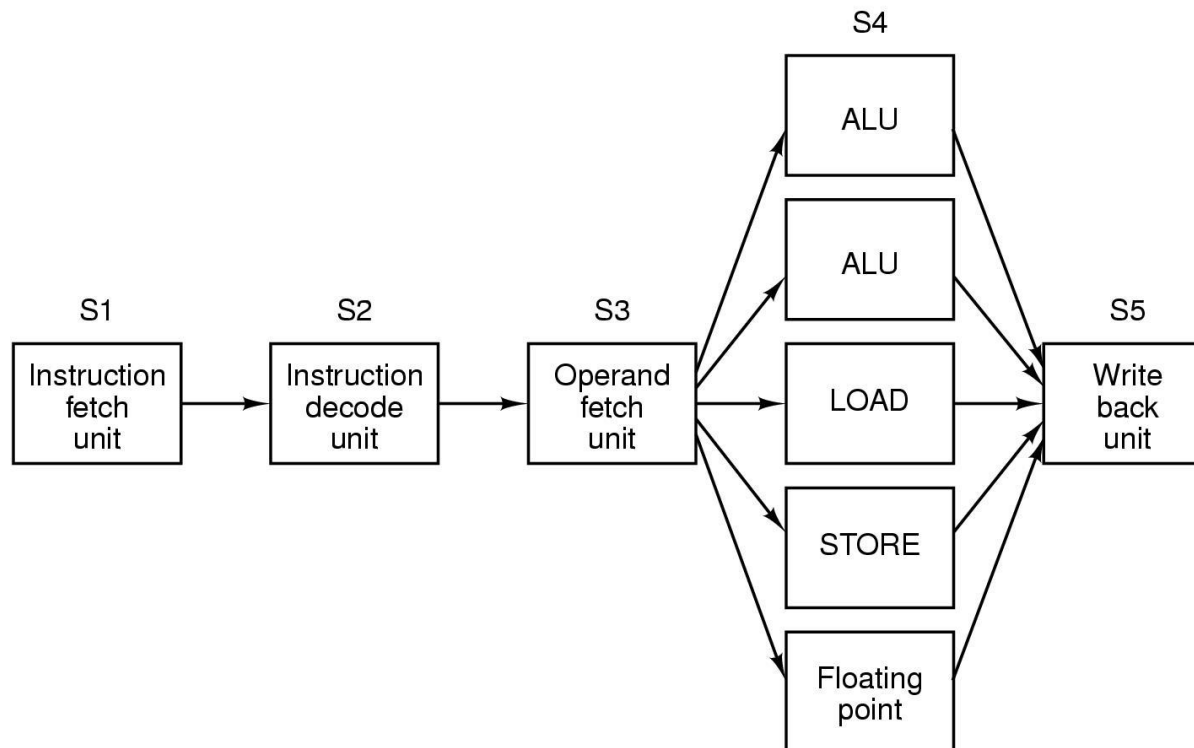 S4
ALU
ALU
S1
S2
S3
S5
Instruction
fetch
unit
Instruction
decode
unit
Operand
fetch
unit
LOAD
Write
back
unit
STORE
Floating
point